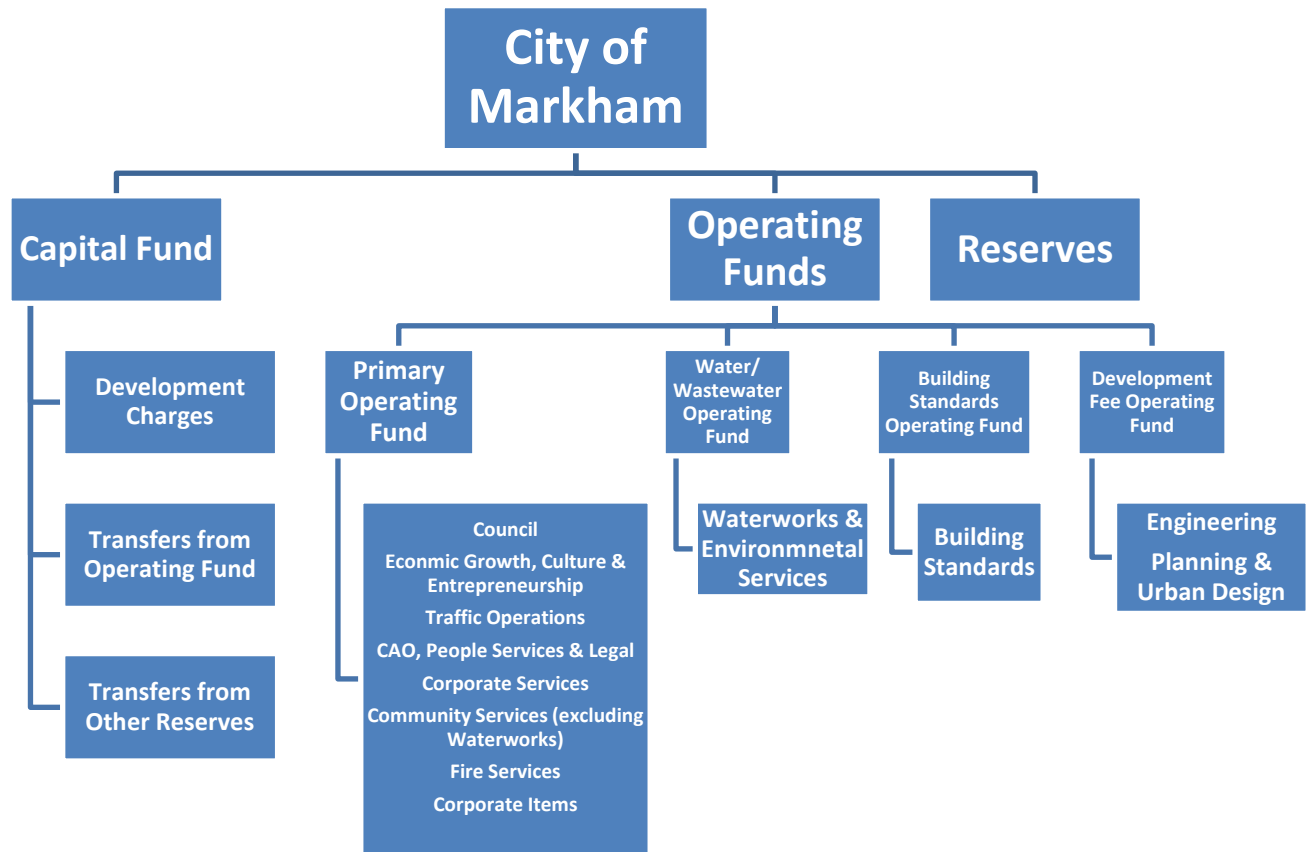 City of
Markham
Capital Fund
Operating
Funds
Reserves
Development
Charges
Transfers from
Operating Fund
Transfers from
Other Reserves
Primary
Operating
Fund
Council
Econmic Growth, Culture &
Entrepreneurship
Traffic Operations
CAO, People Services & Legal
Corporate Services
Community Services (excluding
Waterworks)
Fire Services
Corporate Items
Water/
Wastewater
Operating
Fund
Waterworks &
Environmnetal
Services
Building
Standards
Operating Fund
Building
Standards
Development
Fee Operating
Fund
Engineering
Planning &
Urban Design